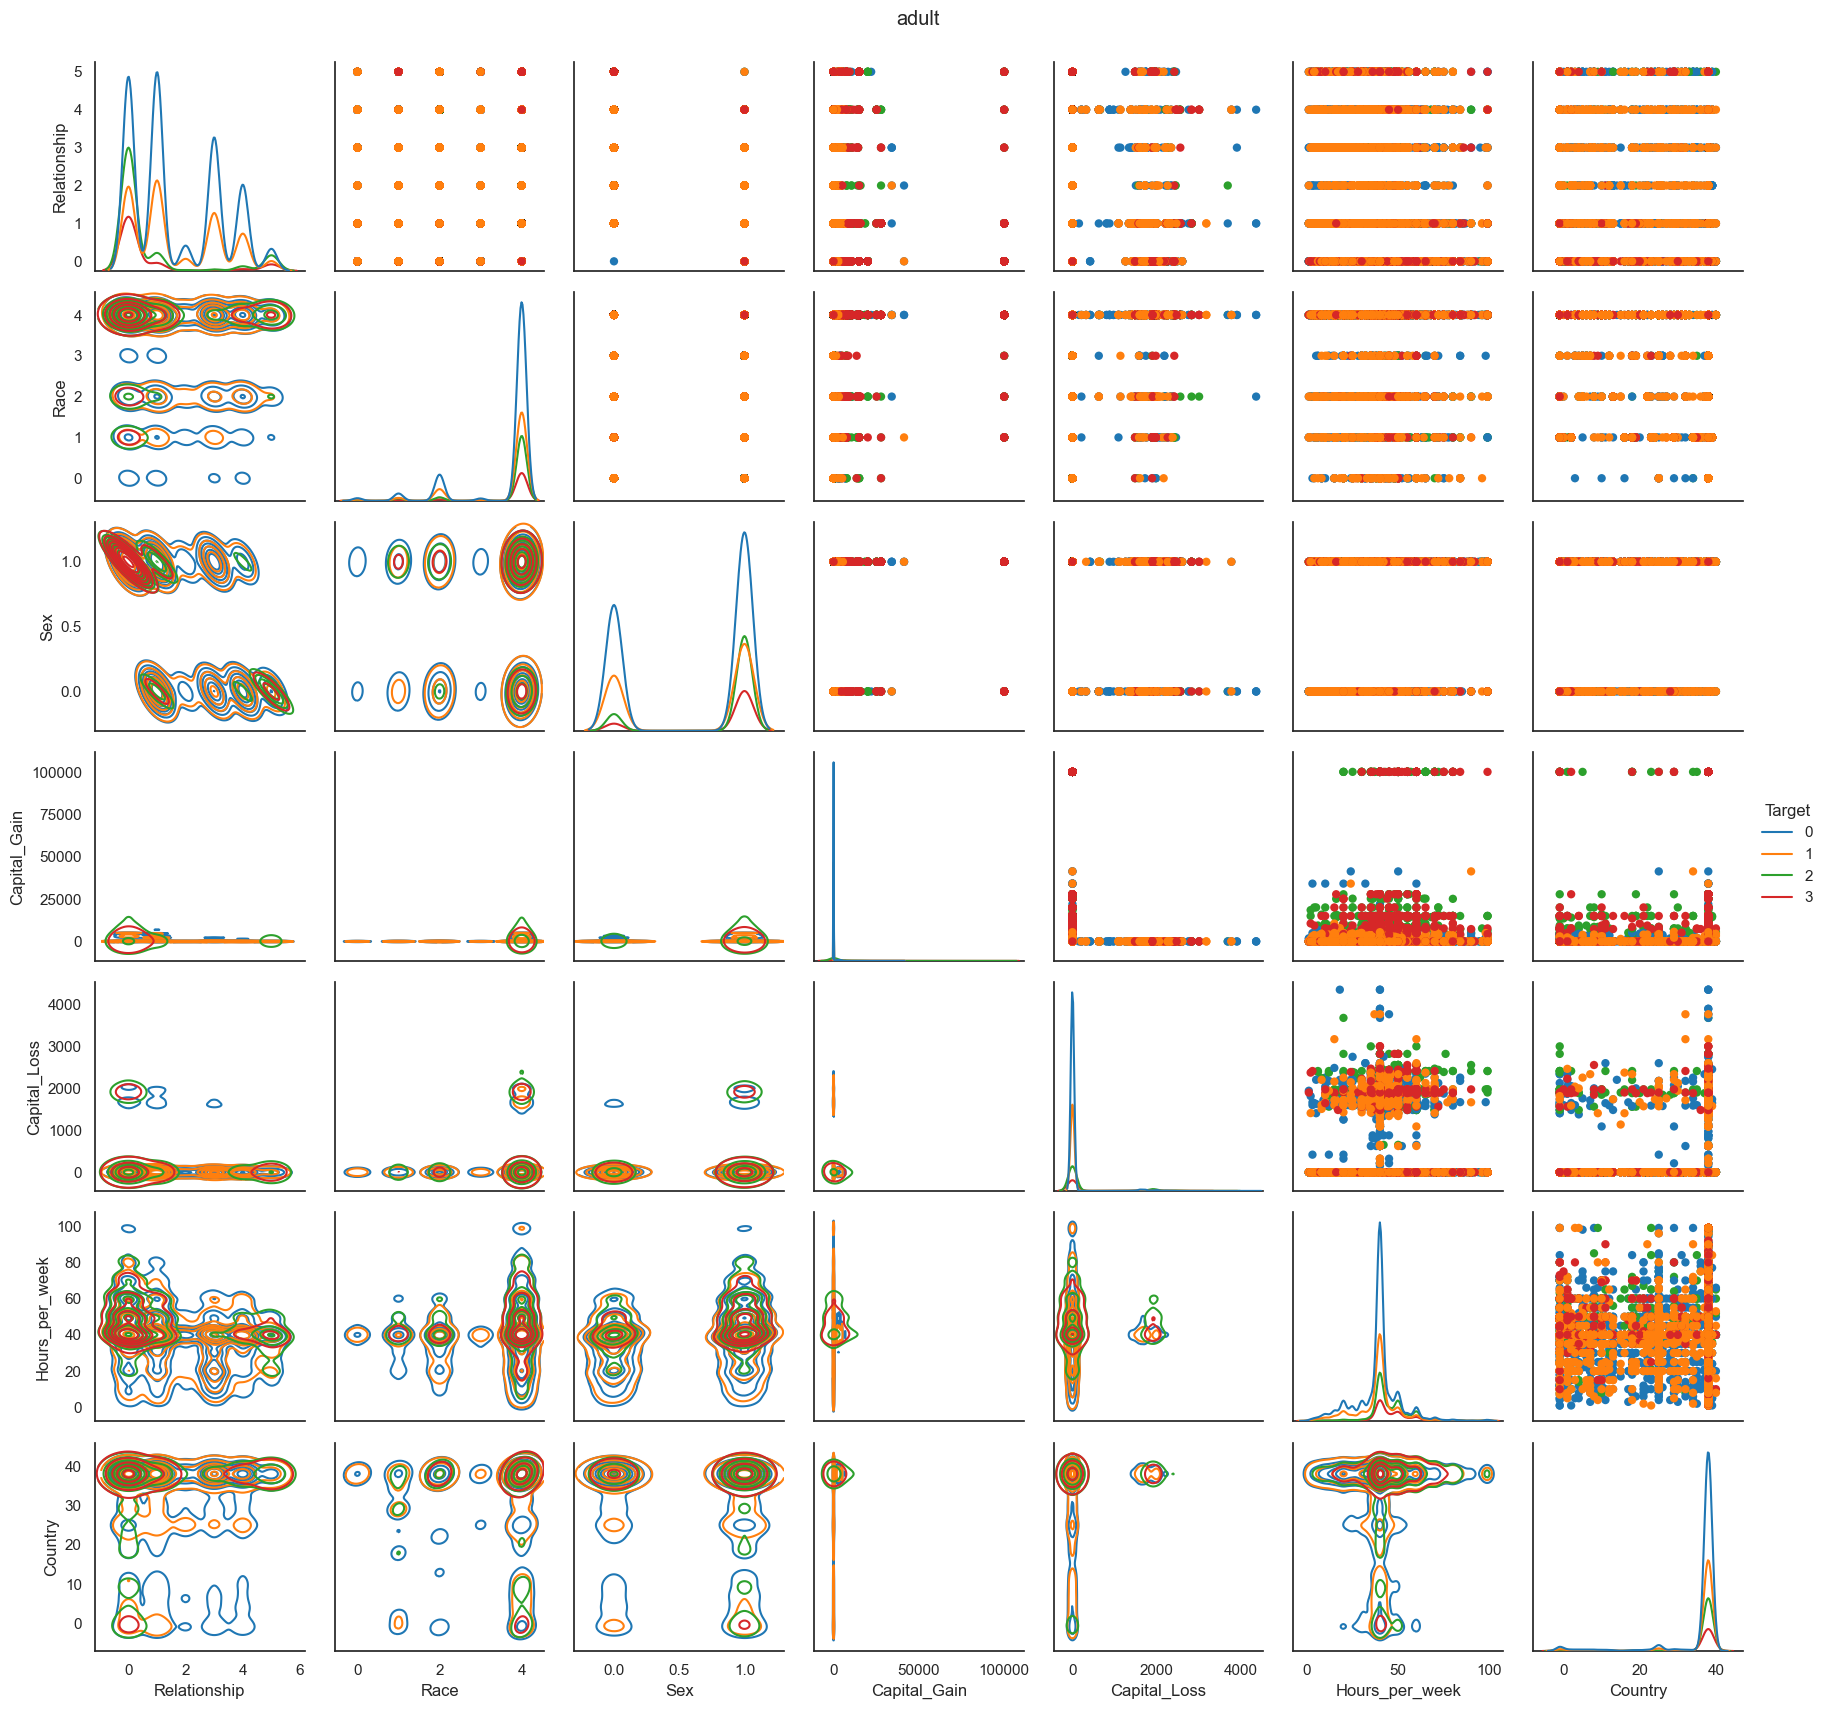 adult
5
4
3
2
1
0
Relationship
4
3
2
1
0
Race
1.0
0.5
0.0
Sex
100000
75000
50000
25000
0
Capital_Gain
Target
0
1
2
3
4000
3000
2000
1000
0
Capital_Loss
100
80
60
40
20
0
Hours_per_week
40
30
20
10
0
Country
0 2 4 6
0 2 4
0.0 0.5 1.0
0 50000 100000
0 2000 4000
0 50 100
0 20 40
Relationship
Race
Sex
Capital_Gain
Capital_Loss
Hours_per_week
Country